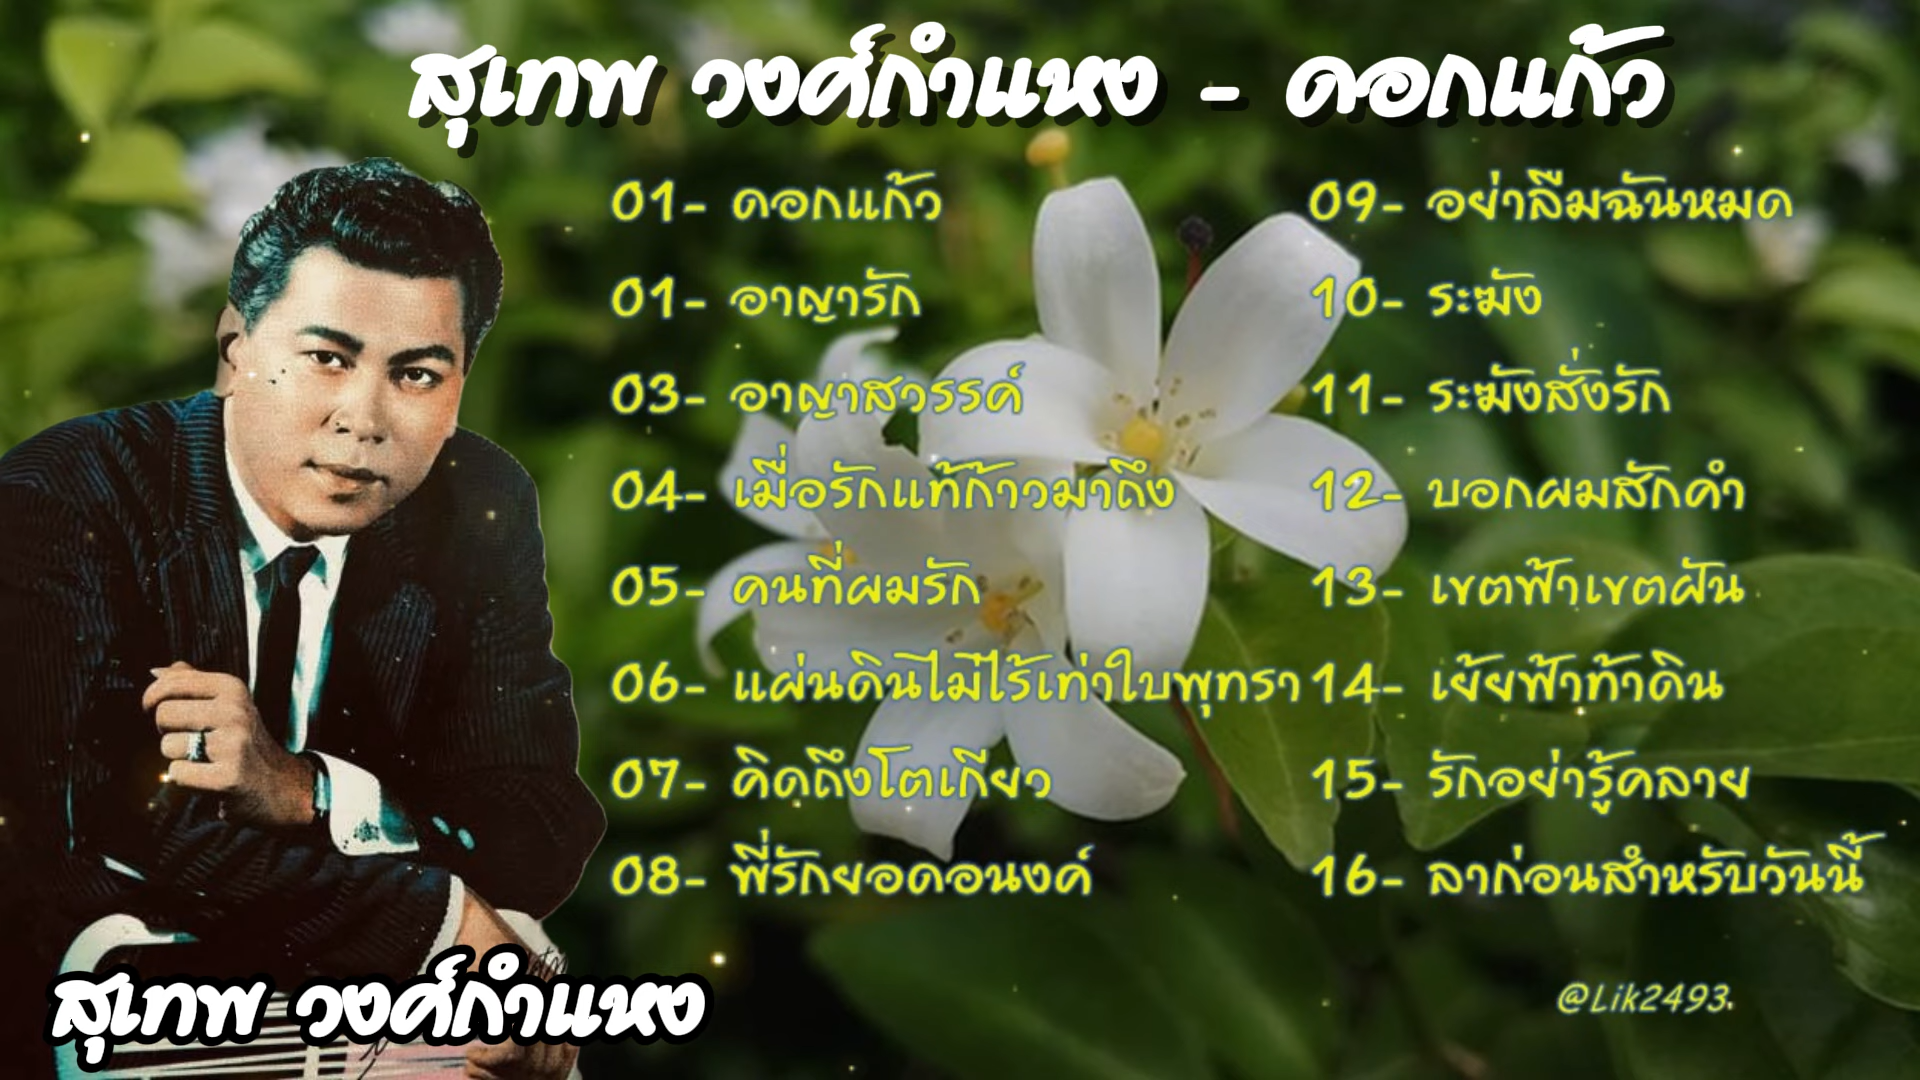 สุเทพ วงศ์กำแหง - ดอกแก้ว
01- ดอกแก้ว
01- อาญารัก
03- อาญาสวรรค์
04- เมื่อรักแท้ก้าวมาถึง
05- คนที่ผมรัก
06- แผ่นดินไม่ไร้เท่าใบพุทรา
07- คิดถึงโตเกียว
08- พี่รักยอดอนงค์
09- อย่าลืมฉันหมด
10- ระฆัง
11- ระฆังสั่งรัก
12- บอกผมสักคำ
13- เขตฟ้าเขตฝัน
14- เย้ยฟ้าท้าดิน
15- รักอย่ารู้คลาย
16- ลาก่อนสำหรับวันนี้
สุเทพ วงศ์กำแหง
@Lik2493